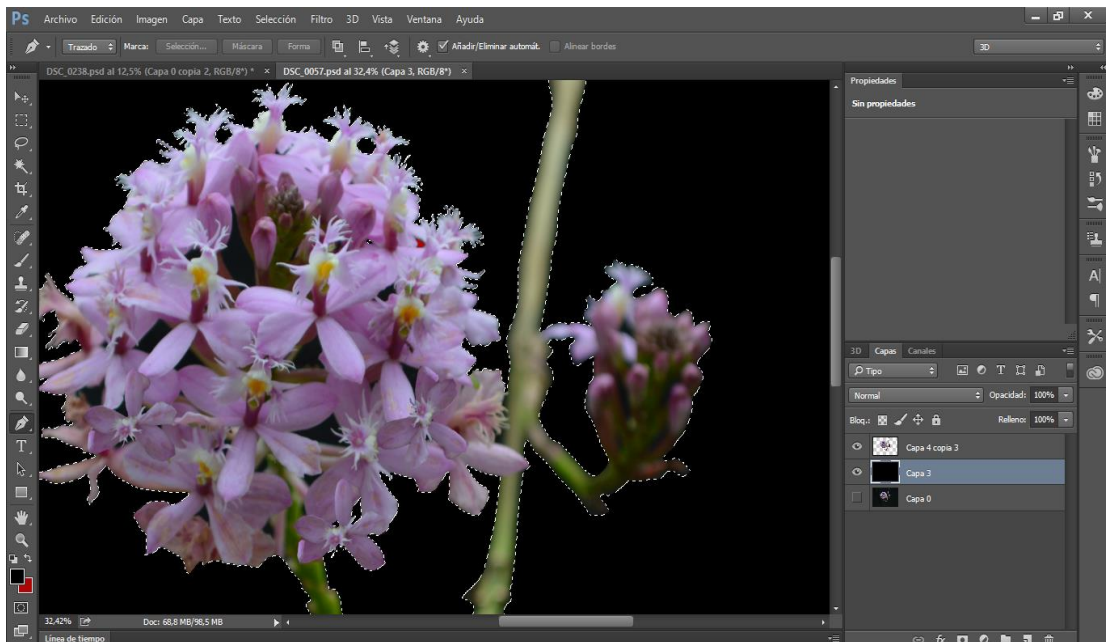 Ps Archivo Edición Imagen Capa Texto Selección Filtro 3D Vista Ventana Ayuda
Trazado Marca: Selección... Máscara Forma Añadir/Eliminar automát. Alinear bordes 3D
DSC_0238.psd al 12,5% (Capa 0 copia 2, RGB/8*) * × DSC_0057.psd al 32,4% (Capa 3, RGB/8*) ×
Propiedades
Sin propiedades
3D Capas Canales
Tipo
Normal Opacidad: 100%
Bloq.: Relleno: 100%
Capa 4 copia 3
Capa 3
Capa 0
32,42% Doc: 68,8 MB/98,5 MB
Línea de tiempo